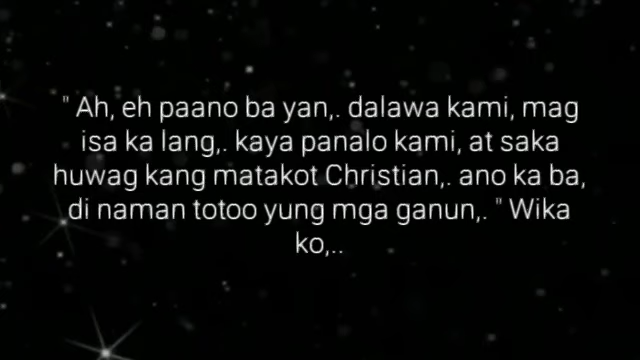 " Ah, eh paano ba yan,. dalawa kami, mag
isa ka lang,. kaya panalo kami, at saka
huwag kang matakot Christian,. ano ka ba,
di naman totoo yung mga ganun,. " Wika
ko,..